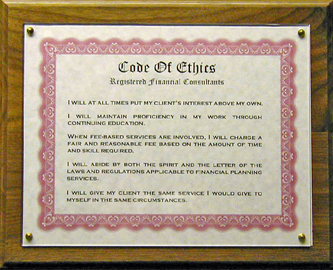 Code Of Ethics
Registered Financial Consultants
I WILL AT ALL TIMES PUT MY CLIENT'S INTEREST ABOVE MY OWN.
I WILL MAINTAIN PROFICIENCY IN MY WORK THROUGH
CONTINUING EDUCATION.
WHEN FEE-BASED SERVICES ARE INVOLVED, I WILL CHARGE A
FAIR AND REASONABLE FEE BASED ON THE AMOUNT OF TIME
AND SKILL REQUIRED.
I WILL ABIDE BY BOTH THE SPIRIT AND THE LETTER OF THE
LAWS AND REGULATIONS APPLICABLE TO FINANCIAL PLANNING
SERVICES.
I WILL GIVE MY CLIENT THE SAME SERVICE I WOULD GIVE TO
MYSELF IN THE SAME CIRCUMSTANCES.